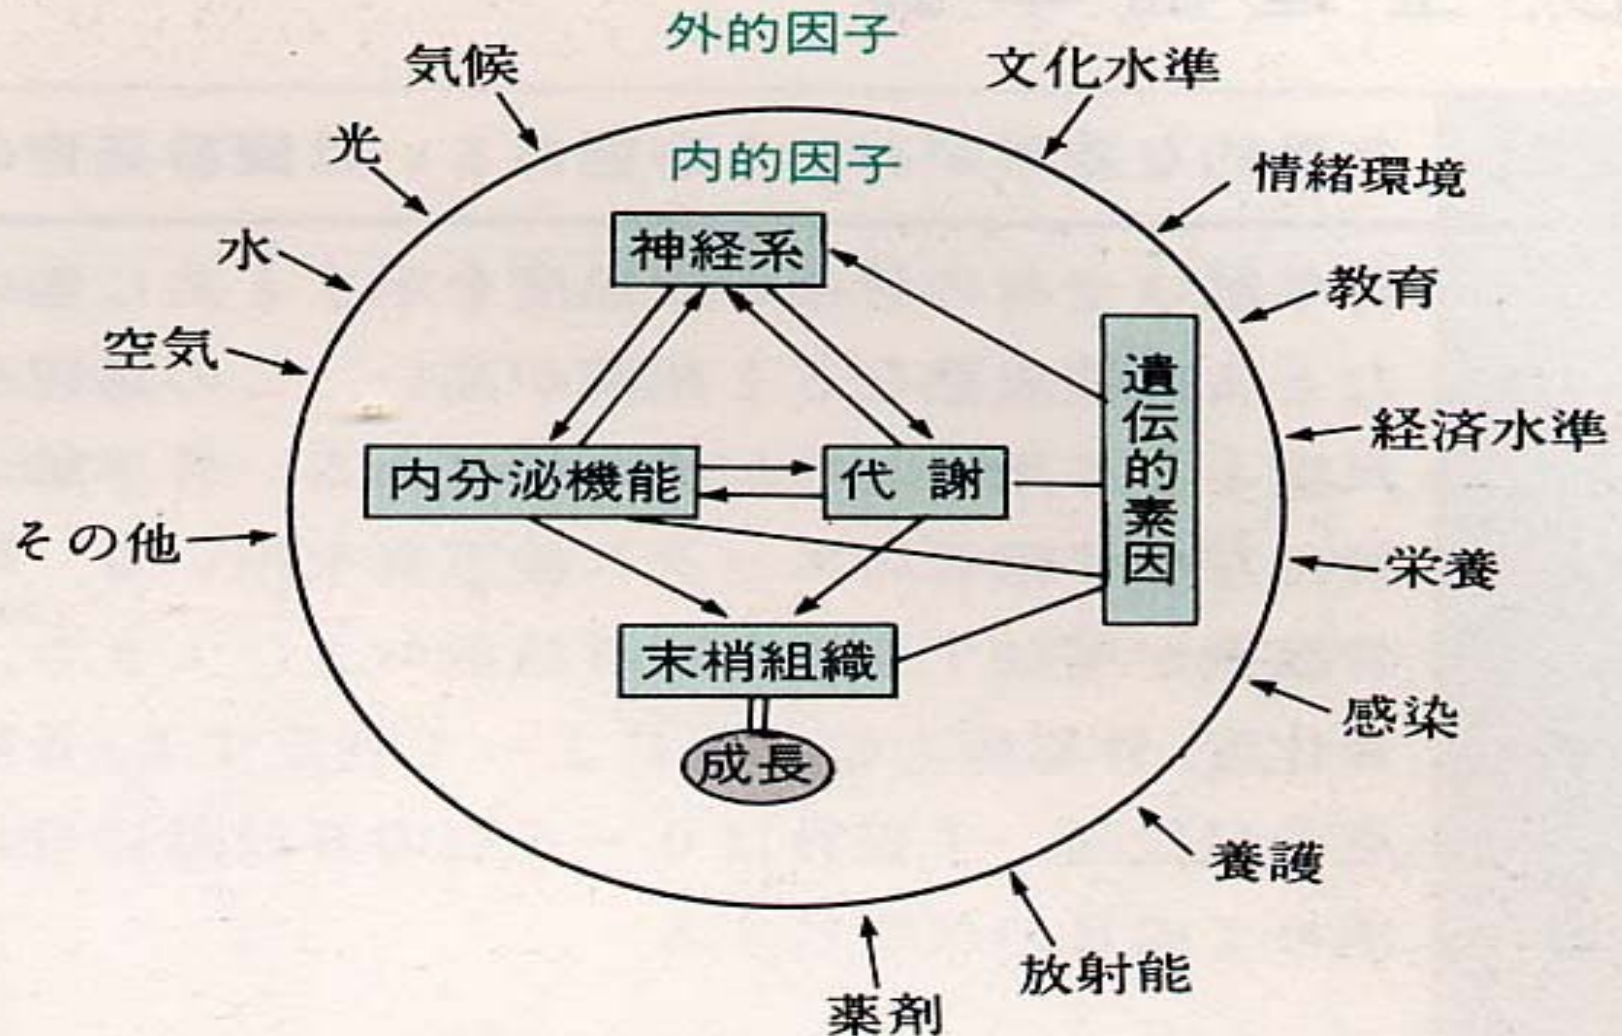 外的因子
気候
文化水準
光
内的因子
情緒環境
水
神経系
教育
空気
遺伝的素因
経済水準
内分泌機能
代謝
その他
栄養
末梢組織
感染
成長
養護
放射能
薬剤